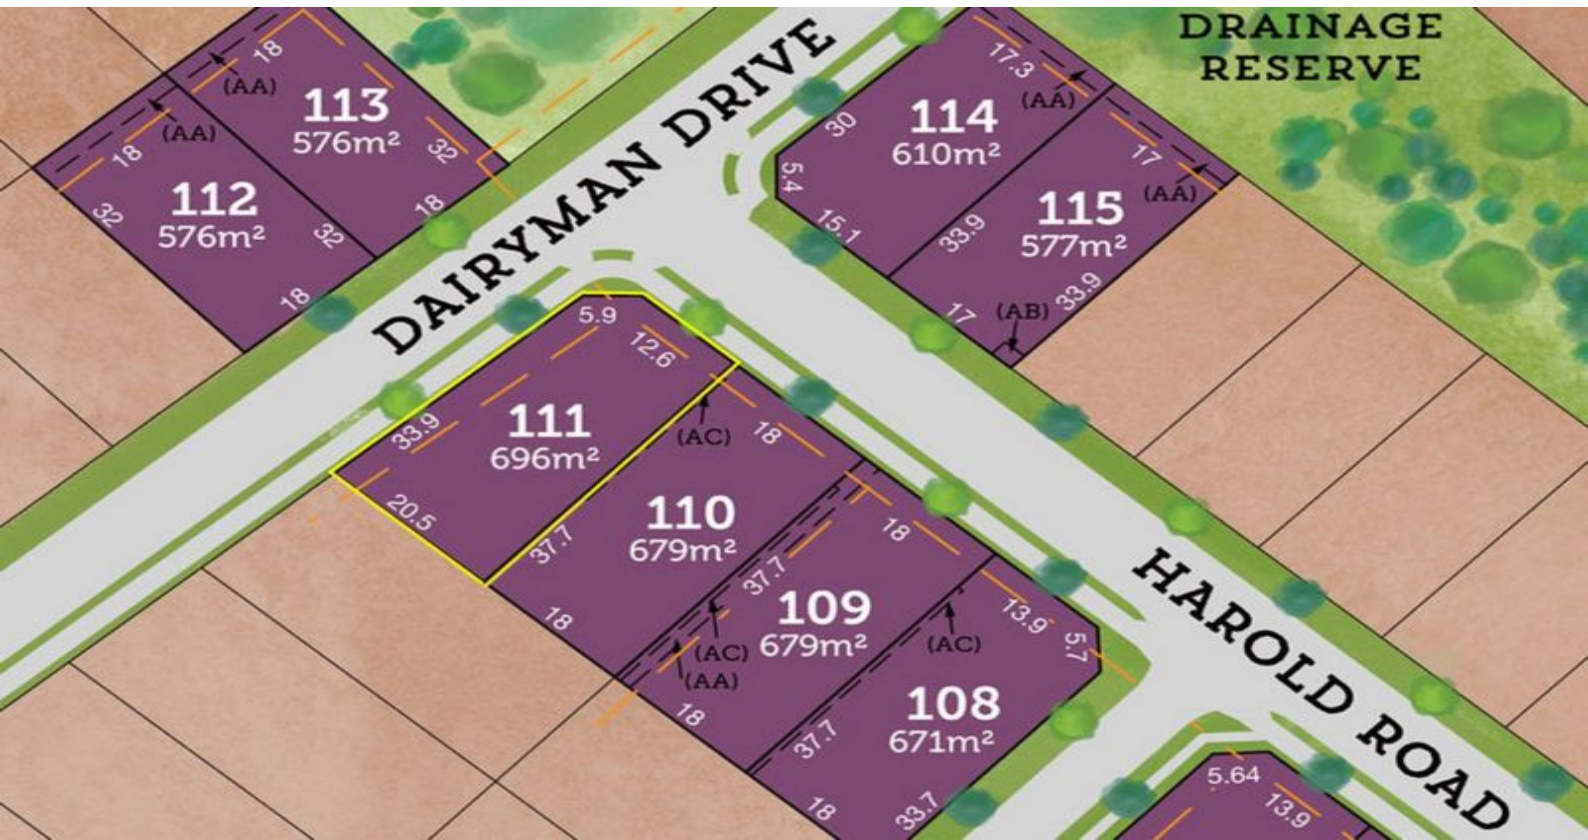 DRAINAGE
RESERVE
DAIRYMAN DRIVE
HAROLD ROAD
18
(AA)
113
576m²
32
18
(AA)
18
112
576m²
32
32
18
17.3
(AA)
114
610m²
30
5.4
15.1
33.9
17
(AA)
115
577m²
33.9
17
(AB)
5.9
12.6
111
696m²
33.9
20.5
37.7
(AC)
18
110
679m²
18
37.7
(AC)
(AA)
18
109
679m²
18
37.7
(AC)
13.9
5.7
108
671m²
18
33.7
5.64
13.9